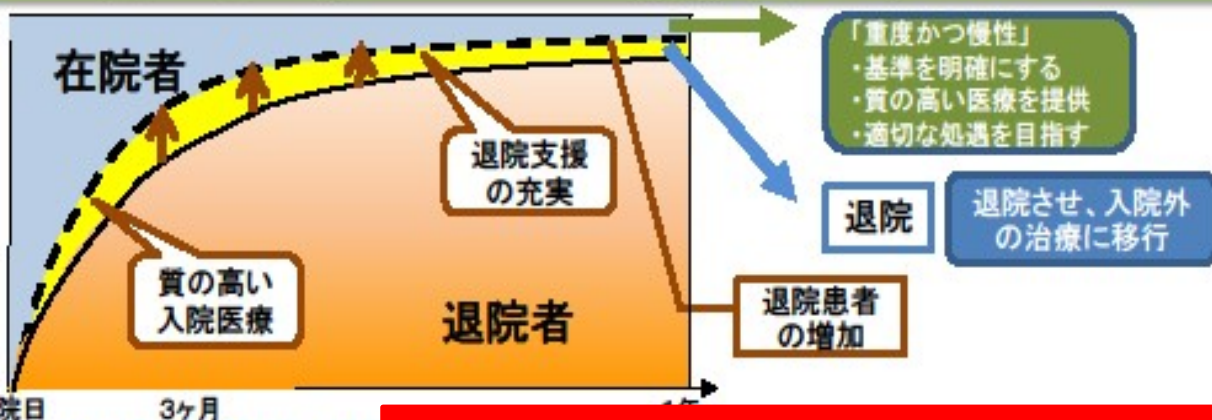 在院者
「重度かつ慢性」
・基準を明確にする
・質の高い医療を提供
・適切な処遇を目指す
退院支援
の充実
退院
退院させ、入院外
の治療に移行
質の高い
入院医療
退院者
退院患者
の増加
院日
3ヶ月